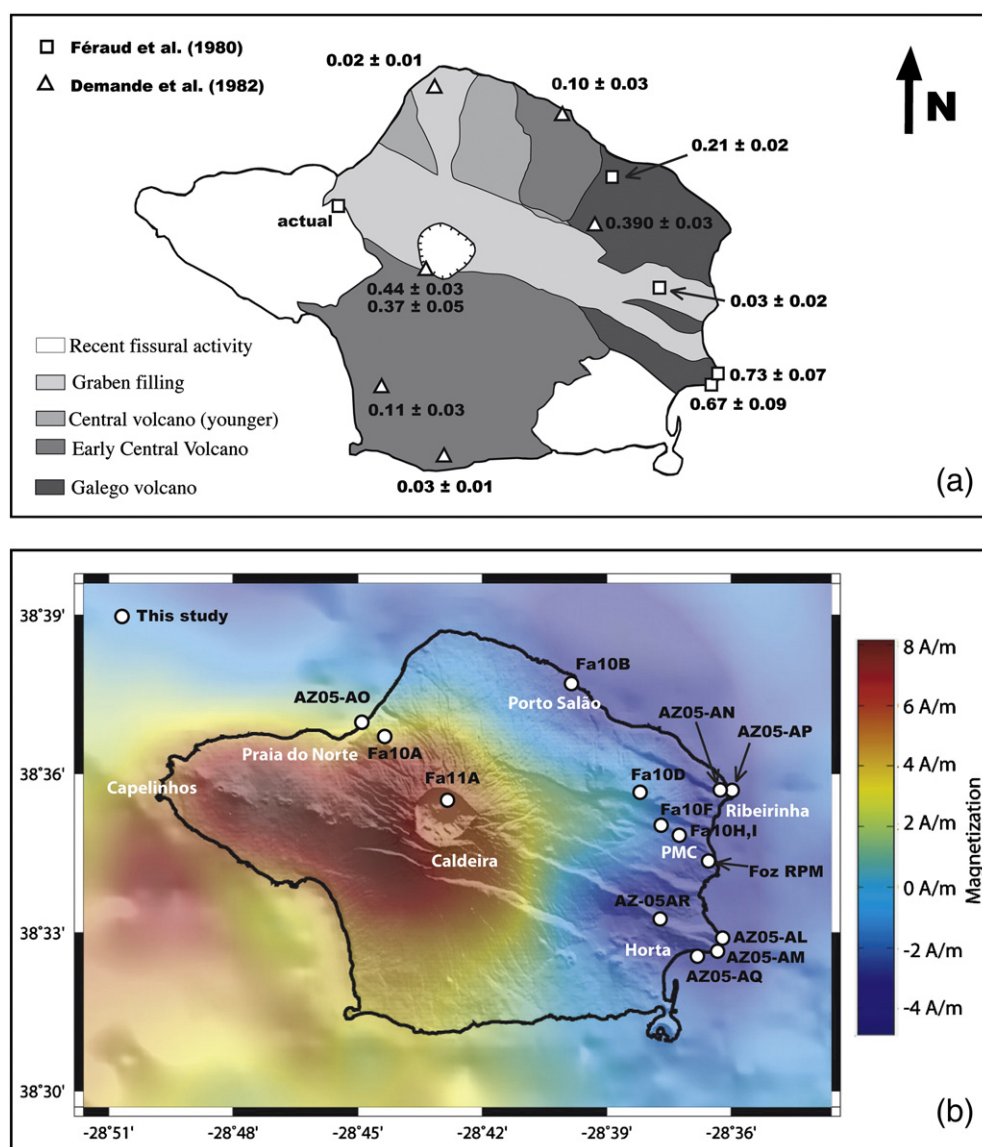 Féraud et al. (1980)
Demande et al. (1982)
0.02 ± 0.01
0.10 ± 0.03
N
0.21 ± 0.02
actual
0.390 ± 0.03
0.44 ± 0.03
0.37 ± 0.05
0.03 ± 0.02
Recent fissural activity
Graben filling
Central volcano (younger)
Early Central Volcano
Galego volcano
0.73 ± 0.07
0.67 ± 0.09
0.11 ± 0.03
0.03 ± 0.01
(a)
This study
38°39'
38°36'
38°33'
38°30'
-28°51'
-28°48'
-28°45'
-28°42'
-28°39'
-28°36'
Fa10B
AZ05-AO
Porto Salão
AZ05-AN
AZ05-AP
Praia do Norte
Fa10A
Capelinhos
Fa11A
Fa10D
Ribeirinha
Fa10F
Fa10H,I
PMC
Caldeira
Foz RPM
AZ-05AR
Horta
AZ05-AL
AZ05-AM
AZ05-AQ
8 A/m
6 A/m
4 A/m
2 A/m
0 A/m
-2 A/m
-4 A/m
Magnetization
(b)